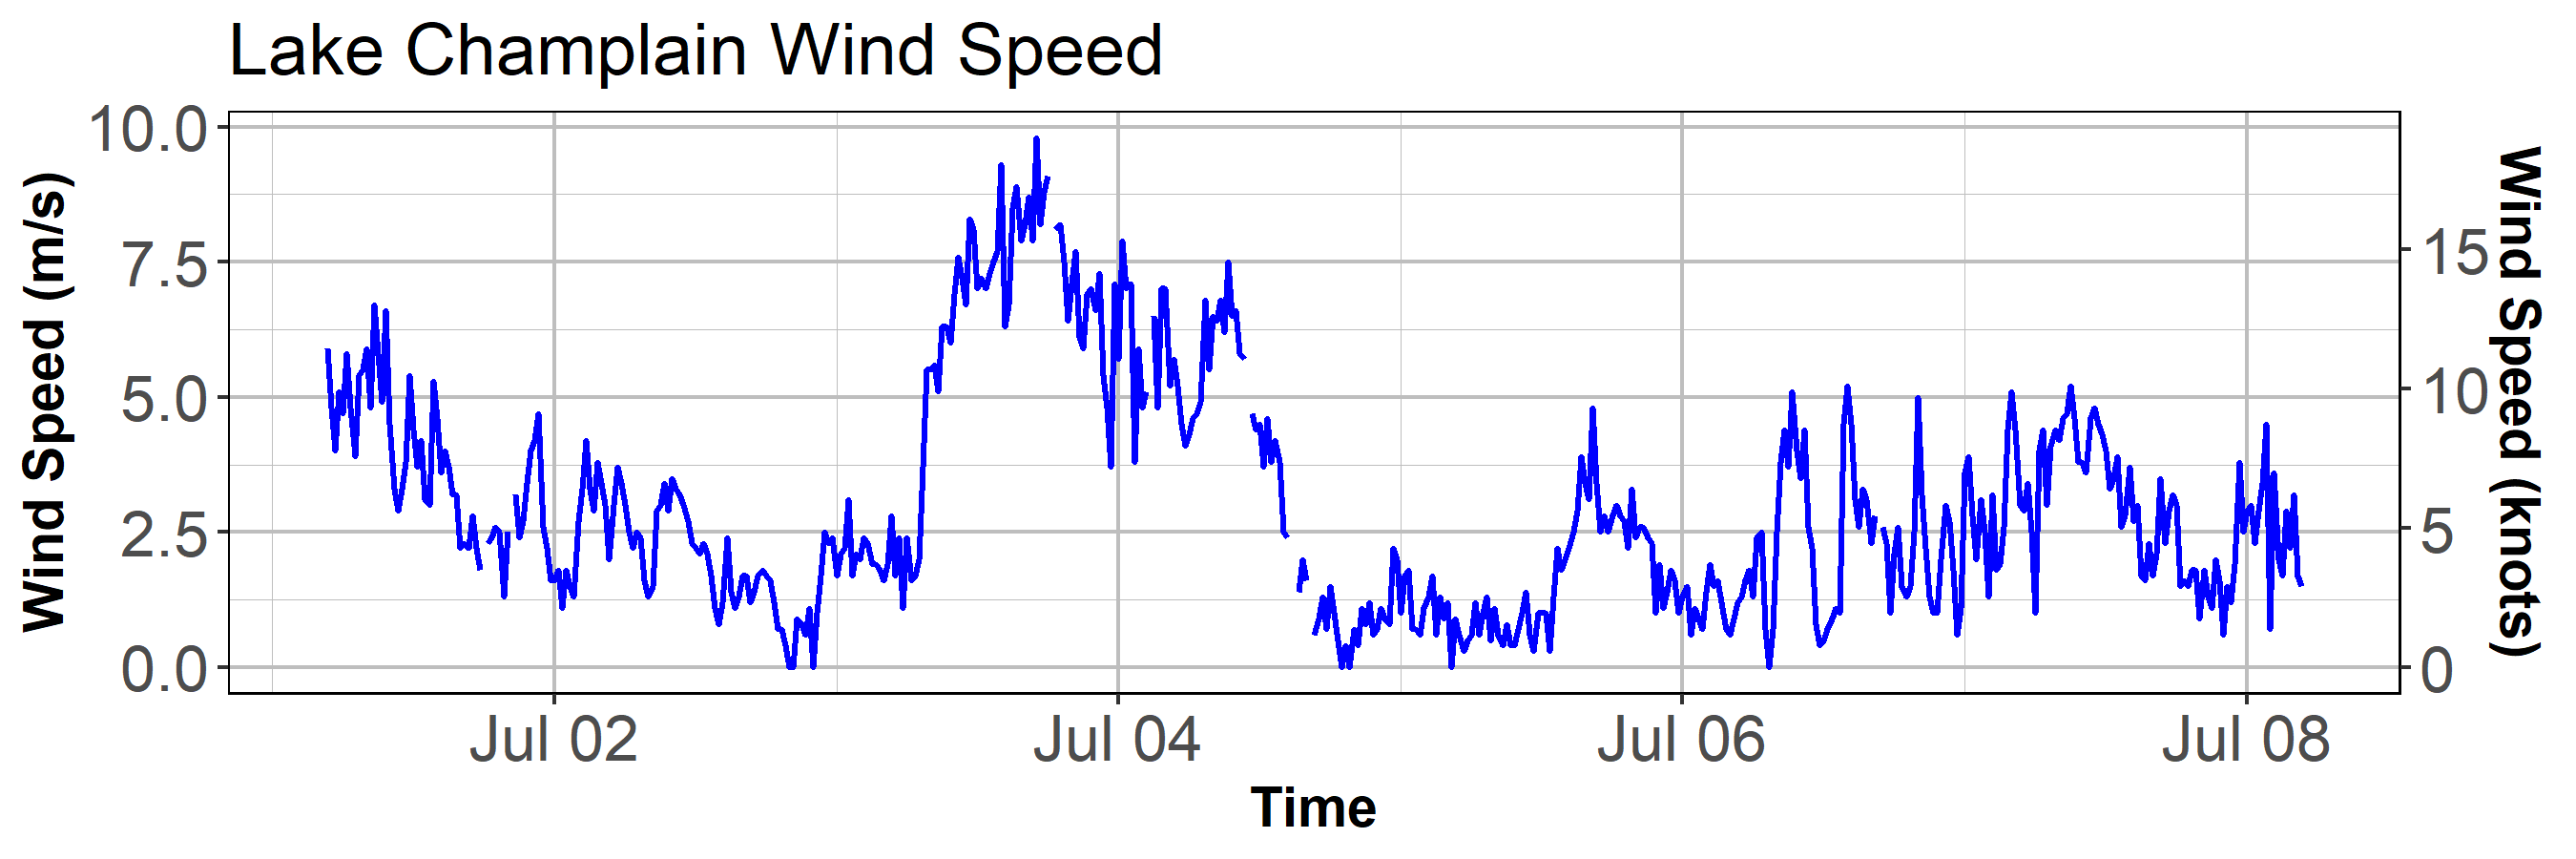 Lake Champlain Wind Speed
10.0
7.5
5.0
2.5
0.0
Wind Speed (m/s)
15
10
5
0
Wind Speed (knots)
Jul 02
Jul 04
Jul 06
Jul 08
Time